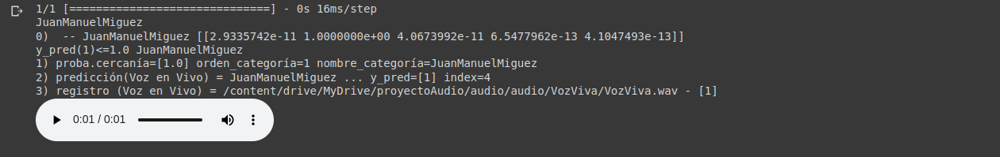 1/1 [==============================] - 0s 16ms/step
JuanManuelMiguez
0)  -- JuanManuelMiguez [[2.9335742e-11 1.0000000e+00 4.0673992e-11 6.5477962e-13 4.1047493e-13]]
y_pred(1)<=1.0 JuanManuelMiguez
1) proba.cercanía=[1.0] orden_categoría=1 nombre_categoría=JuanManuelMiguez
2) predicción(Voz en Vivo) = JuanManuelMiguez ... y_pred=[1] index=4
3) registro (Voz en Vivo) = /content/drive/MyDrive/proyectoAudio/audio/audio/VozViva/VozViva.wav - [1]
0:01 / 0:01